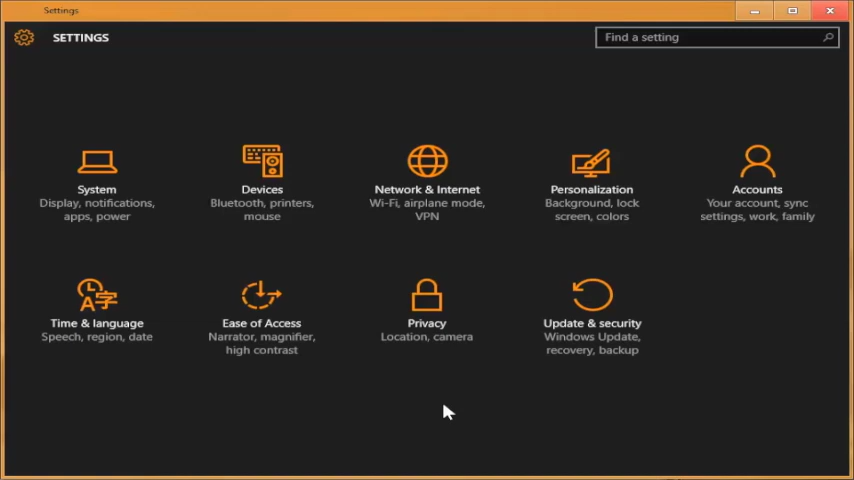 Settings
SETTINGS
Find a setting
System
Display, notifications,
apps, power
Devices
Bluetooth, printers,
mouse
Network & Internet
Wi-Fi, airplane mode,
VPN
Personalization
Background, lock
screen, colors
Accounts
Your account, sync
settings, work, family
A字
Time & language
Speech, region, date
Ease of Access
Narrator, magnifier,
high contrast
Privacy
Location, camera
Update & security
Windows Update,
recovery, backup